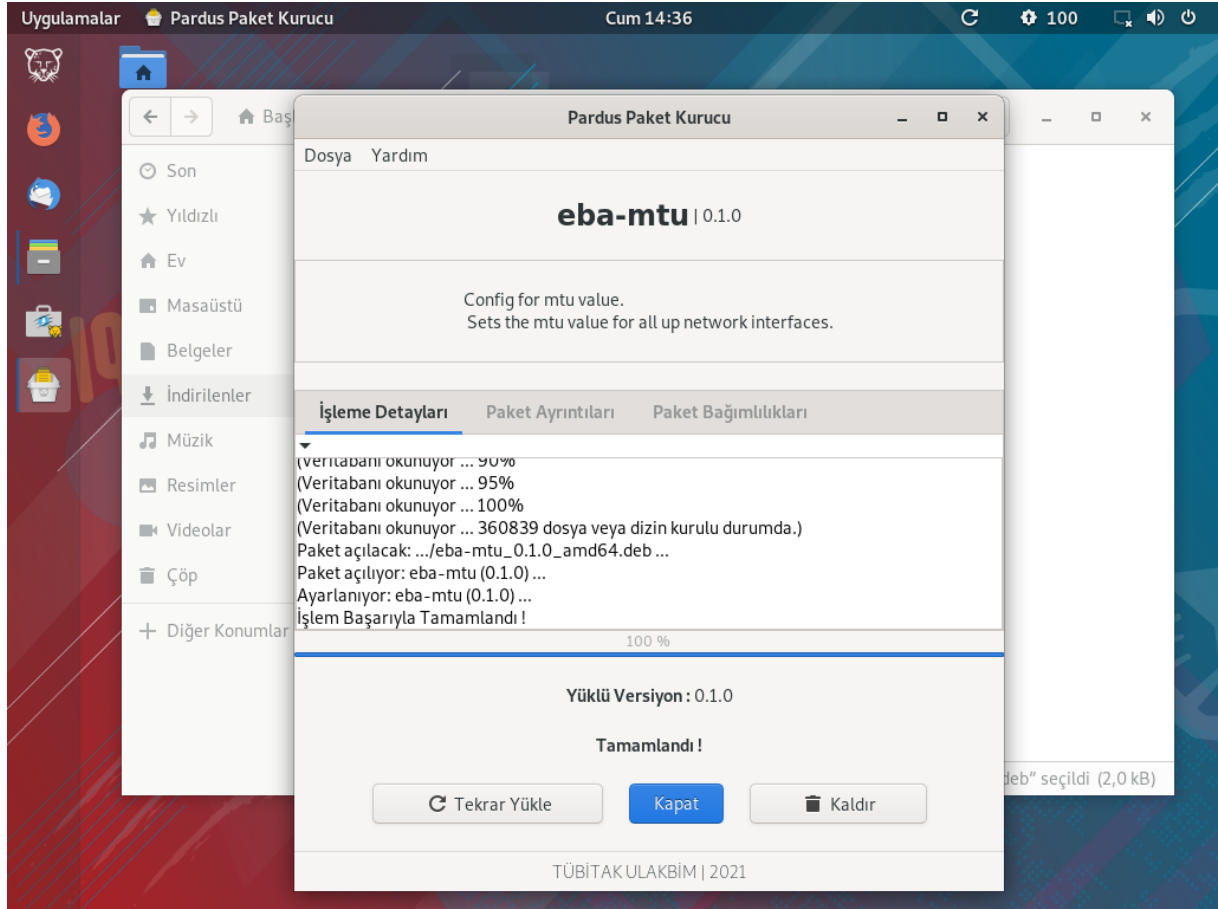 Uygulamalar Pardus Paket Kurucu Cum 14:36 100
Baş
Son
Yıldızlı
Ev
Masaüstü
Belgeler
İndirilenler
Müzik
Resimler
Videolar
Çöp
Diğer Konumlar
Pardus Paket Kurucu
Dosya Yardım
eba-mtu | 0.1.0
Config for mtu value.
Sets the mtu value for all up network interfaces.
İşleme Detayları Paket Ayrıntıları Paket Bağımlılıkları
(Veritabanı okunuyor ... 90%
(Veritabanı okunuyor ... 95%
(Veritabanı okunuyor ... 100%
(Veritabanı okunuyor ... 360839 dosya veya dizin kurulu durumda.)
Paket açılacak: .../eba-mtu_0.1.0_amd64.deb ...
Paket açılıyor: eba-mtu (0.1.0) ...
Ayarlanıyor: eba-mtu (0.1.0) ...
İşlem Başarıyla Tamamlandı !
100 %
Yüklü Versiyon : 0.1.0
Tamamlandı !
Tekrar Yükle Kapat Kaldır
TÜBİTAK ULAKBİM | 2021
deb” seçildi (2,0 kB)